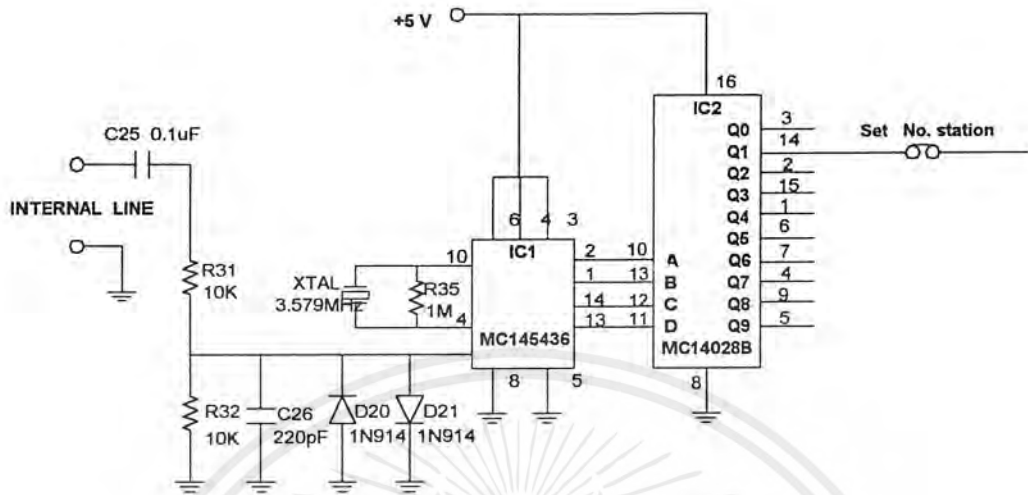 +5 V
16
IC2
C25 0.1uF
Q0 3
Set No. station
Q1 14
Q2 2
Q3 15
INTERNAL LINE
6 4 3
Q4 1
IC1
Q5 6
10
2 10 A
Q6 7
R31
10K
XTAL
3.579MHz
R35
1M
1 13 B
Q7 4
14 12 C
Q8 9
4
13 11 D
Q9 5
MC145436
MC14028B
8 5
8
R32
10K
C26
220pF
D20
1N914
D21
1N914